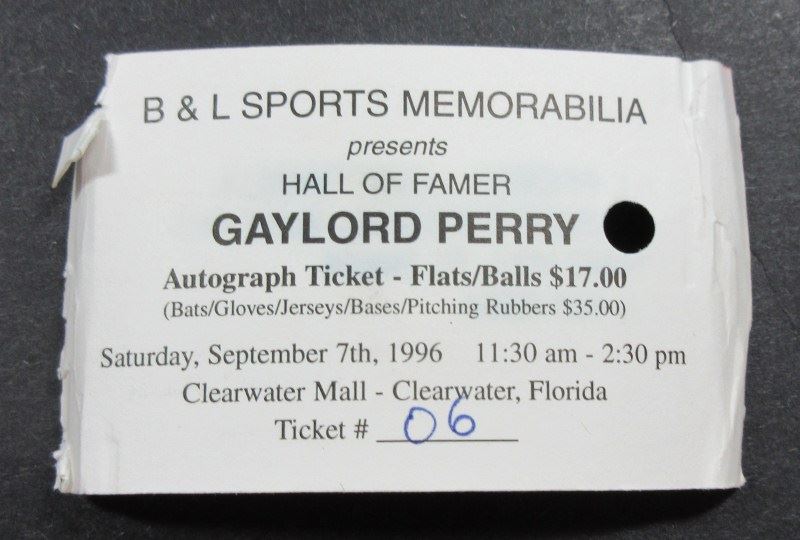 B & L SPORTS MEMORABILIA
presents
HALL OF FAMER
GAYLORD PERRY
Autograph Ticket - Flats/Balls $17.00
(Bats/Gloves/Jerseys/Bases/Pitching Rubbers $35.00)
Saturday, September 7th, 1996 11:30 am - 2:30 pm
Clearwater Mall - Clearwater, Florida
Ticket # 06